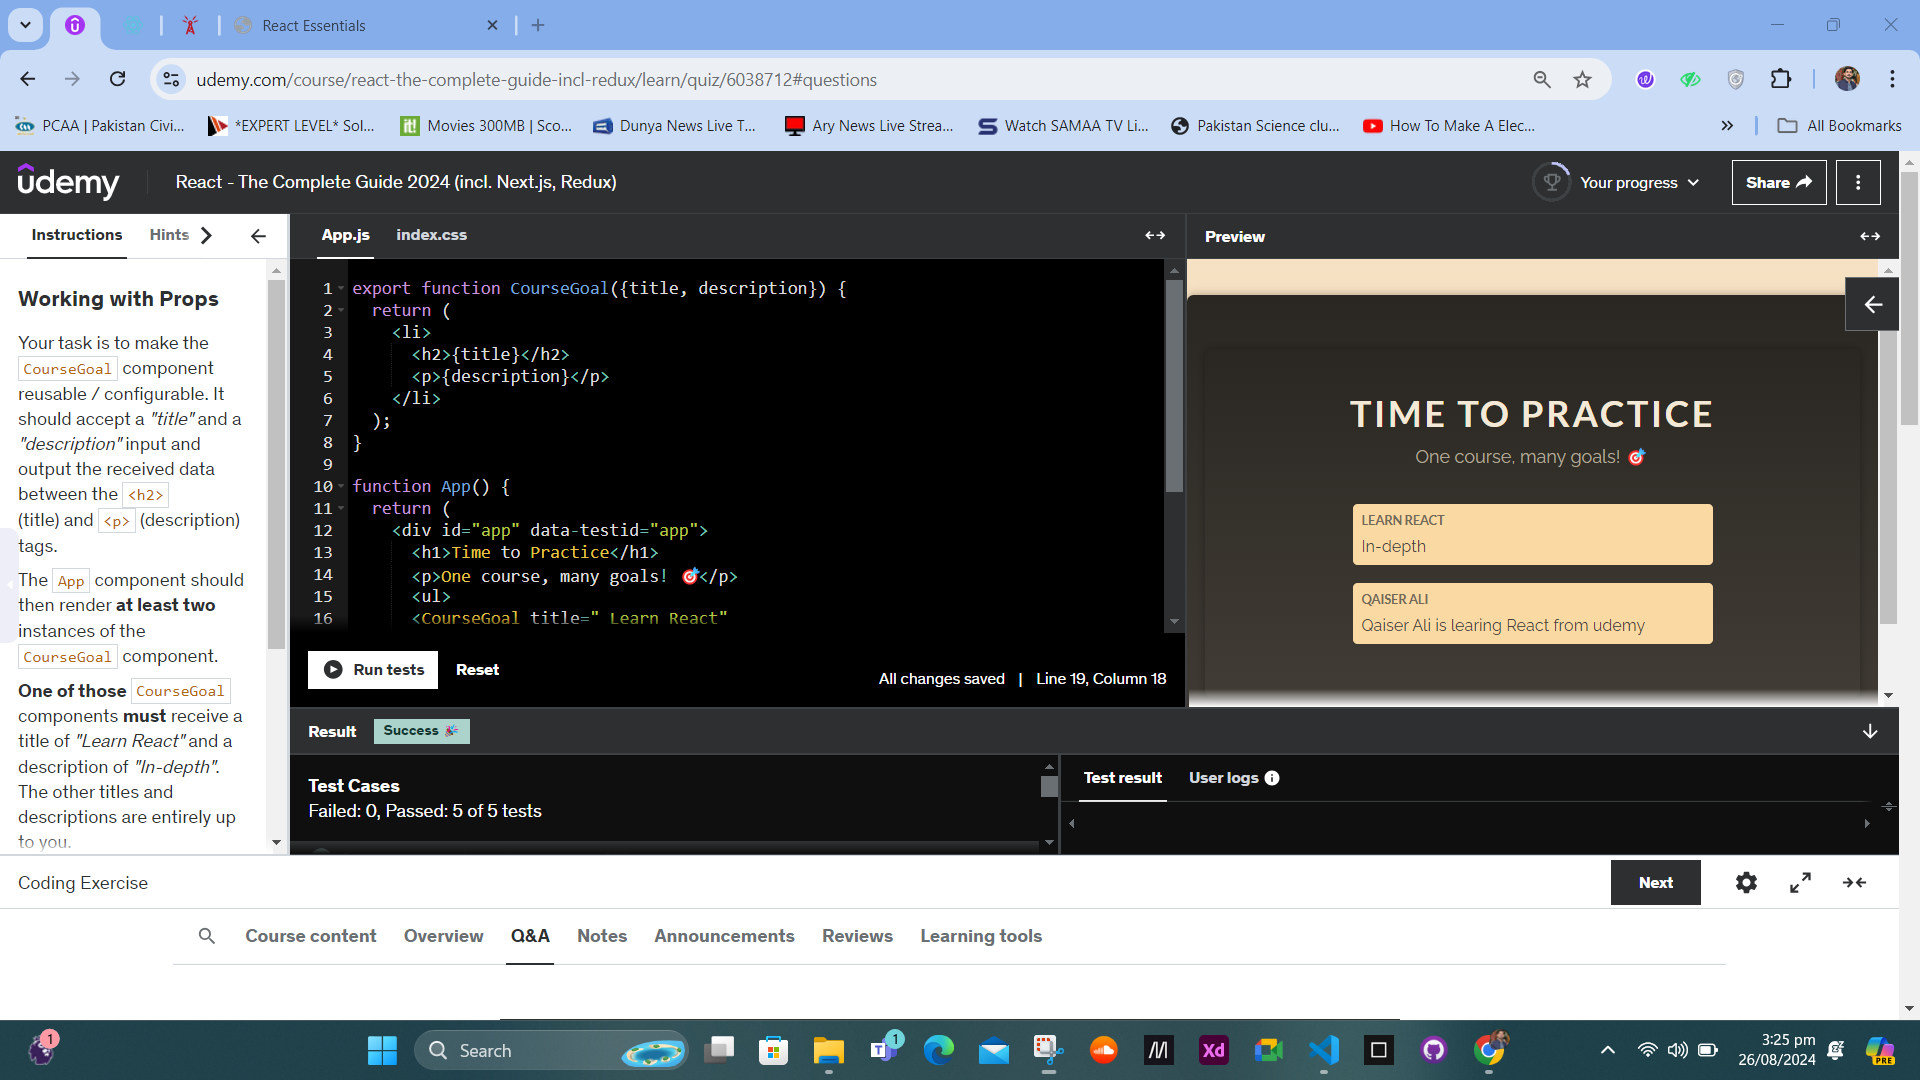 React Essentials
udemy.com/course/react-the-complete-guide-incl-redux/learn/quiz/6038712#questions
PCAA | Pakistan Civi...
*EXPERT LEVEL* Sol...
Movies 300MB | Sco...
Dunya News Live T...
Ary News Live Strea...
Watch SAMAA TV Li...
Pakistan Science clu...
How To Make A Elec...
All Bookmarks
udemy
React - The Complete Guide 2024 (incl. Next.js, Redux)
Your progress
Share
Instructions
Hints
Working with Props
Your task is to make the
CourseGoal component
reusable / configurable. It
should accept a "title" and a
"description" input and
output the received data
between the <h2>
(title) and <p> (description)
tags.
The App component should
then render at least two
instances of the
CourseGoal component.
One of those CourseGoal
components must receive a
title of "Learn React" and a
description of "In-depth".
The other titles and
descriptions are entirely up
to you.
App.js
index.css
1 export function CourseGoal({title, description}) {
2 return (
3 <li>
4 <h2>{title}</h2>
5 <p>{description}</p>
6 </li>
7 );
8 }
9
10 function App() {
11 return (
12 <div id="app" data-testid="app">
13 <h1>Time to Practice</h1>
14 <p>One course, many goals! 🎯</p>
15 <ul>
16 <CourseGoal title=" Learn React"
Run tests
Reset
All changes saved | Line 19, Column 18
Preview
TIME TO PRACTICE
One course, many goals! 🎯
LEARN REACT
In-depth
QAISER ALI
Qaiser Ali is learing React from udemy
Result
Success 🎉
Test Cases
Failed: 0, Passed: 5 of 5 tests
Test result
User logs
Coding Exercise
Next
Course content
Overview
Q&A
Notes
Announcements
Reviews
Learning tools
1
Search
1
Xd
3:25 pm
26/08/2024
PRE